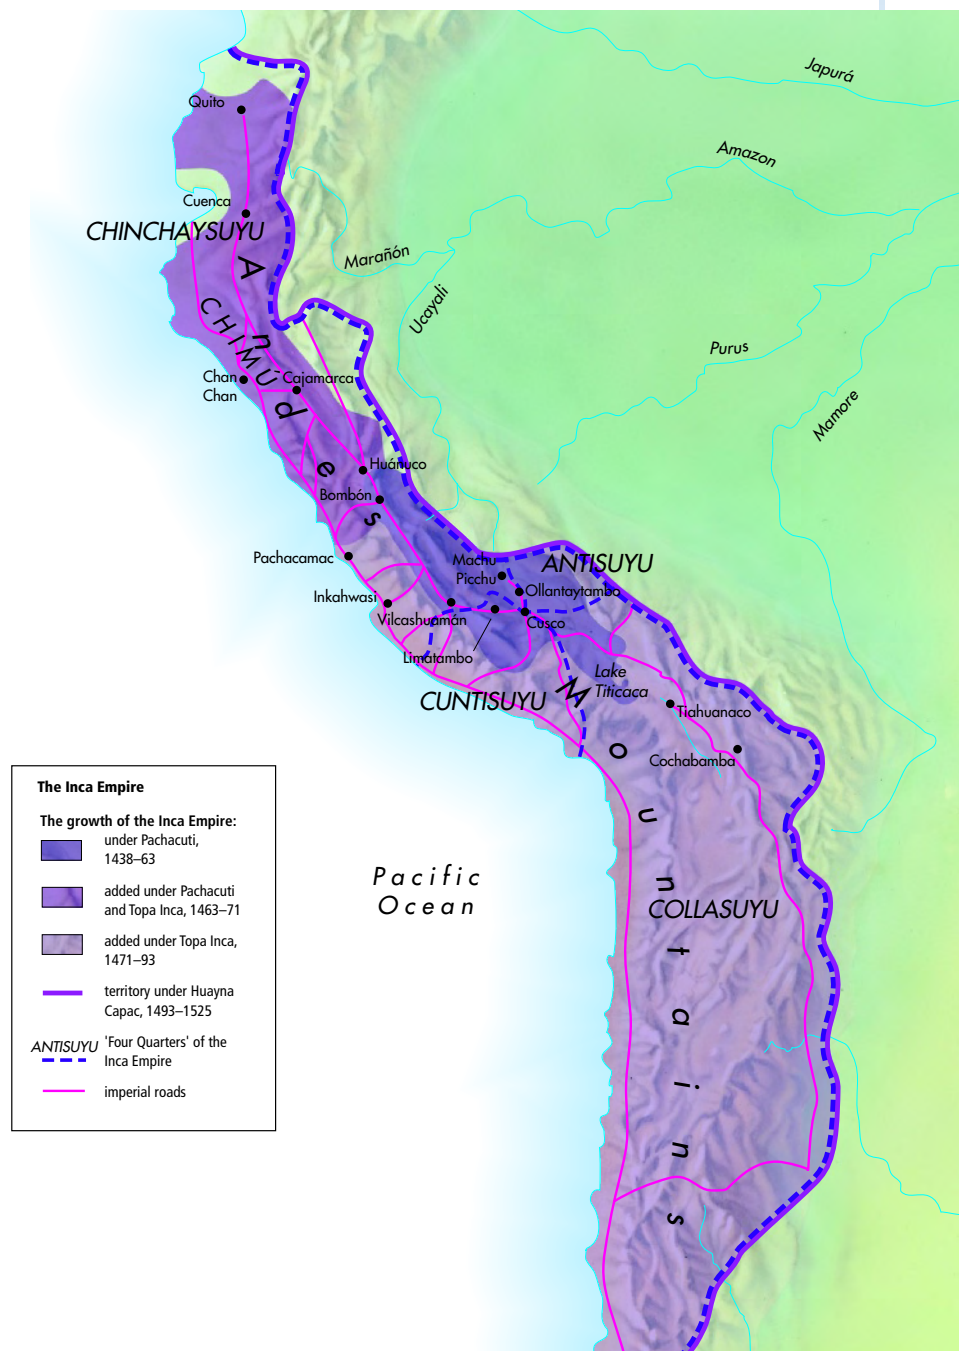 Japurá
Amazon
Quito
Cuenca
CHINCHAYSUYU
Marañón
Ucayali
Purus
Mamore
CHIMÚ
Chan
Chan
Cajamarca
Huánuco
Bombón
Pachacamac
Inkahwasi
Vilcashuamán
Limatambo
Machu
Picchu
ANTISUYU
Ollantaytambo
Cusco
CUNTISUYU
Lake
Titicaca
Tiahuanaco
Cochabamba
Andes Mountains
COLLASUYU
Pacific
Ocean
The Inca Empire
The growth of the Inca Empire:
under Pachacuti,
1438–63
added under Pachacuti
and Topa Inca, 1463–71
added under Topa Inca,
1471–93
territory under Huayna
Capac, 1493–1525
ANTISUYU 'Four Quarters' of the
Inca Empire
imperial roads